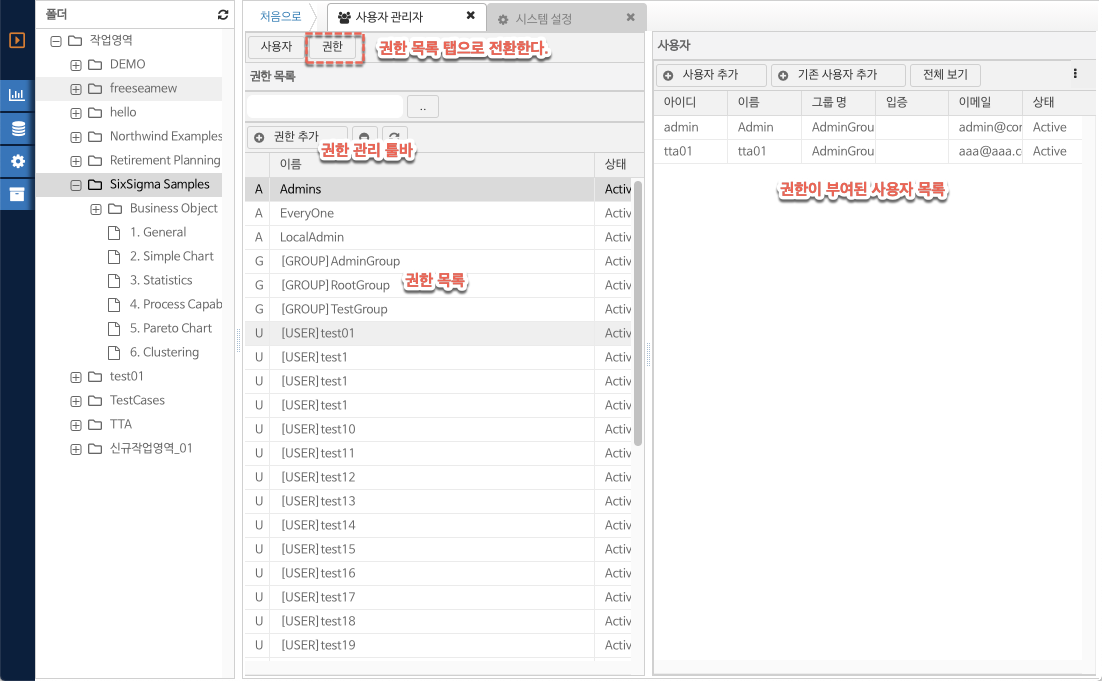 폴더
작업영역
DEMO
freeseamew
hello
Northwind Examples
Retirement Planning
SixSigma Samples
Business Object
1. General
2. Simple Chart
3. Statistics
4. Process Capab
5. Pareto Chart
6. Clustering
test01
TestCases
TTA
신규작업영역_01
처음으로
사용자 관리자
시스템 설정
사용자
권한
권한 목록 탭으로 전환한다.
권한 목록
..
권한 추가
권한 관리 툴바
이름 상태
A Admins Activ
A EveryOne Activ
A LocalAdmin Activ
G [GROUP]AdminGroup Activ
권한 목록
G [GROUP]RootGroup Activ
G [GROUP]TestGroup Activ
U [USER]test01 Activ
U [USER]test1 Activ
U [USER]test1 Activ
U [USER]test1 Activ
U [USER]test10 Activ
U [USER]test11 Activ
U [USER]test12 Activ
U [USER]test13 Activ
U [USER]test14 Activ
U [USER]test15 Activ
U [USER]test16 Activ
U [USER]test17 Activ
U [USER]test18 Activ
U [USER]test19 Activ
사용자
사용자 추가 기존 사용자 추가 전체 보기
아이디 이름 그룹 명 입증 이메일 상태
admin Admin AdminGrou admin@cor Active
tta01 tta01 AdminGrou aaa@aaa.c Active
권한이 부여된 사용자 목록